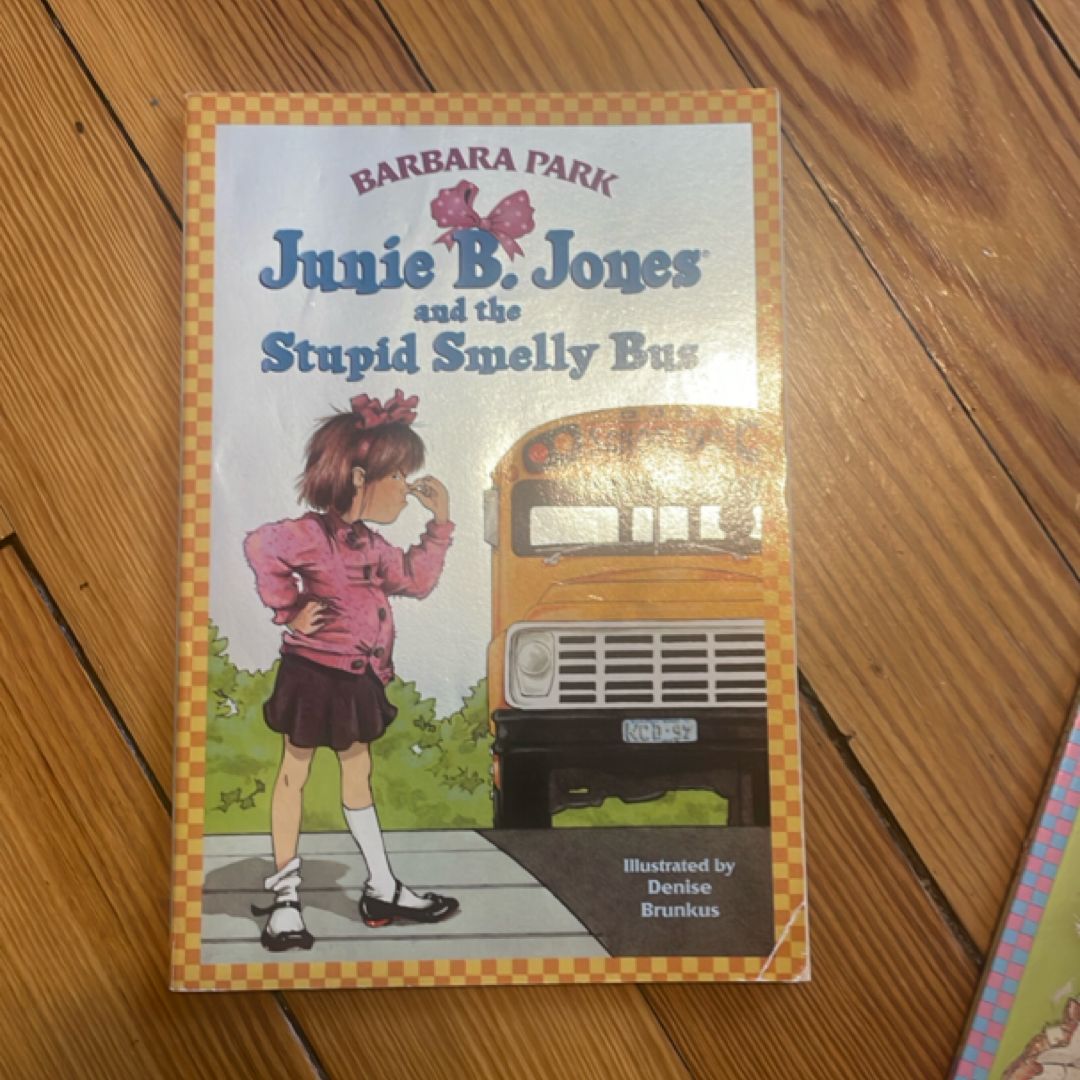 BARBARA PARK
Junie B. Jones®
and the
Stupid Smelly Bus
Illustrated by
Denise
Brunkus